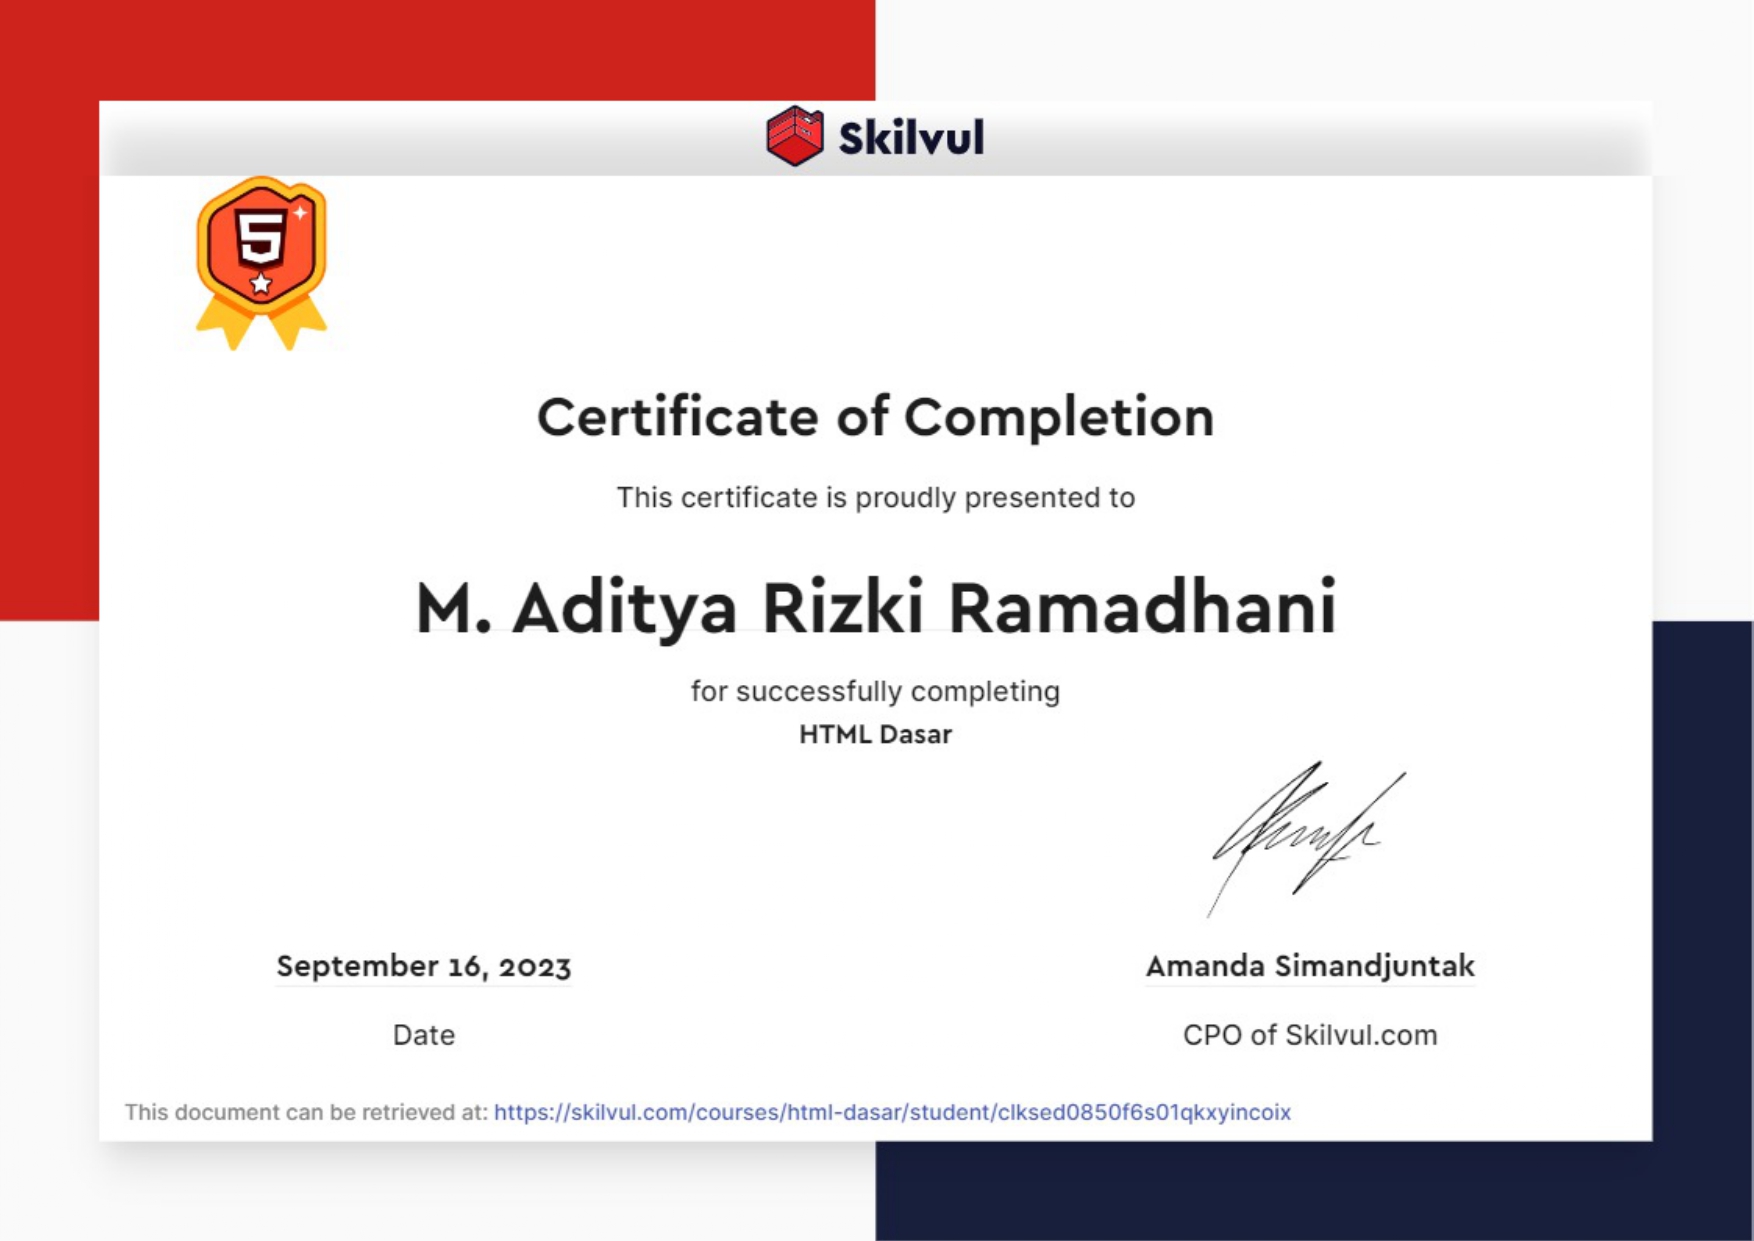 Skilvul
5
Certificate of Completion
This certificate is proudly presented to
M. Aditya Rizki Ramadhani
for successfully completing
HTML Dasar
September 16, 2023
Amanda Simandjuntak
Date
CPO of Skilvul.com
This document can be retrieved at: https://skilvul.com/courses/html-dasar/student/clksed0850f6s01qkxyincoix